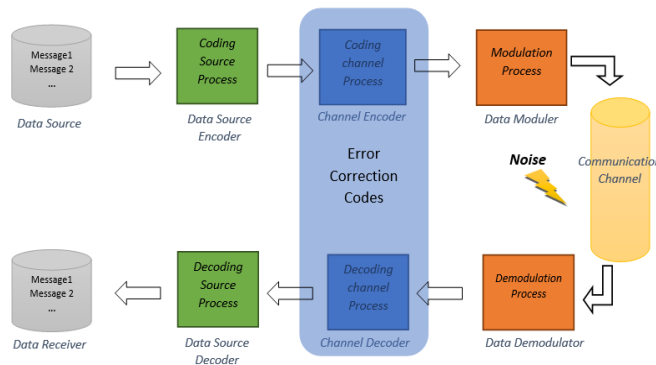 Message1
Message 2
...
Data Source
Coding
Source
Process
Data Source
Encoder
Coding
channel
Process
Channel Encoder
Modulation
Process
Data Moduler
Error
Correction
Codes
Noise
Communication
Channel
Message1
Message 2
...
Data Receiver
Decoding
Source
Process
Data Source
Decoder
Decoding
channel
Process
Channel Decoder
Demodulation
Process
Data Demodulator